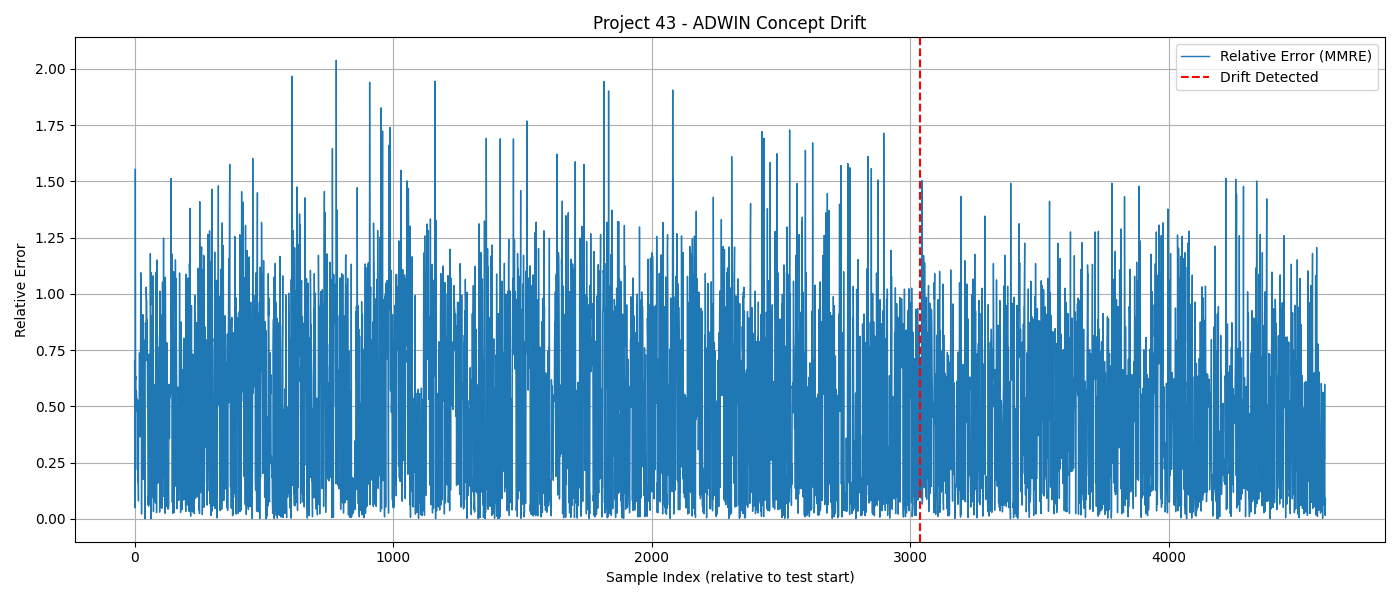 Project 43 - ADWIN Concept Drift
Relative Error (MMRE)
Drift Detected
Relative Error
2.00
1.75
1.50
1.25
1.00
0.75
0.50
0.25
0.00
0 1000 2000 3000 4000
Sample Index (relative to test start)